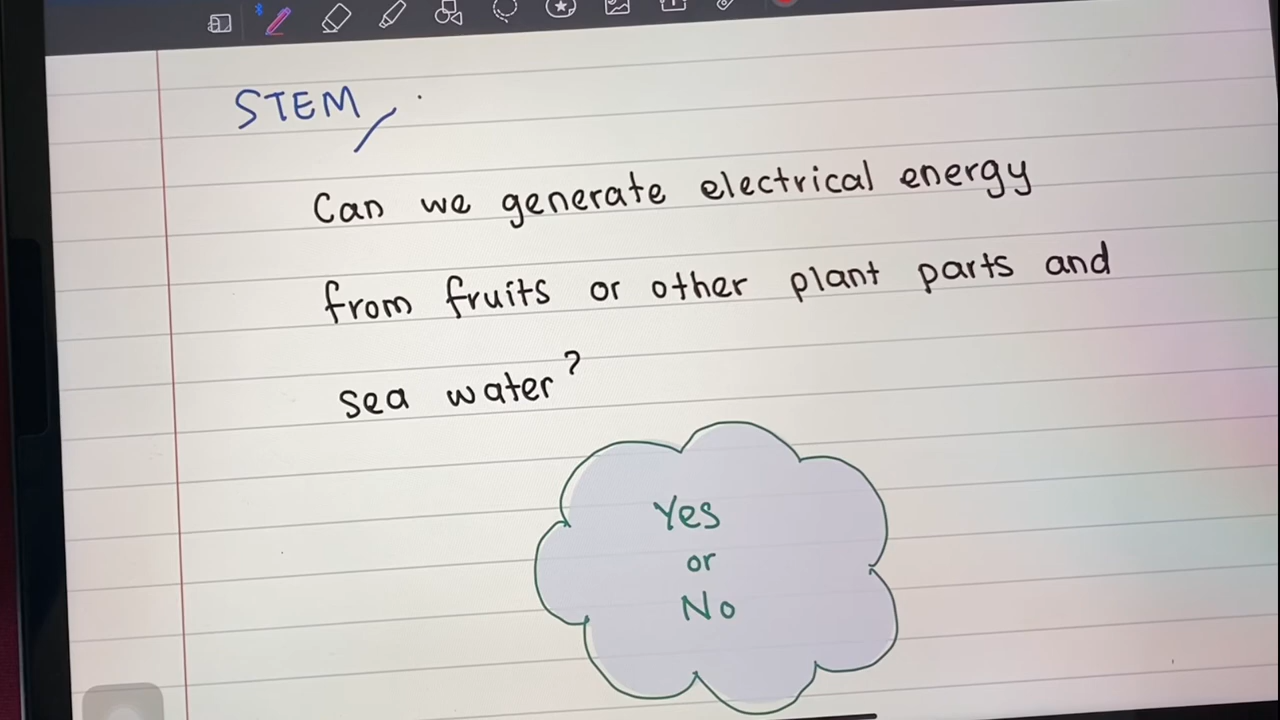 STEM
Can we generate electrical energy
from fruits or other plant parts and
sea water?
Yes
or
No